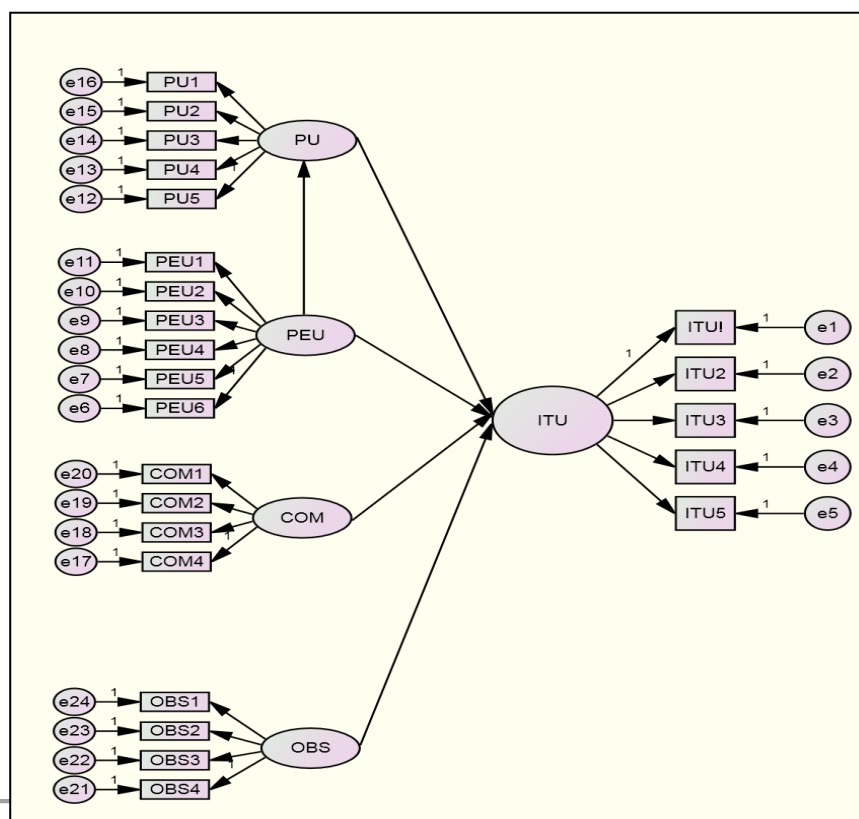 e16 1 PU1
e15 1 PU2
e14 1 PU3
e13 1 PU4 1
e12 1 PU5
PU
e11 1 PEU1
e10 1 PEU2
e9 1 PEU3
e8 1 PEU4
e7 1 PEU5 1
e6 1 PEU6
PEU
e20 1 COM1
e19 1 COM2
e18 1 COM3 1
e17 1 COM4
COM
e24 1 OBS1
e23 1 OBS2
e22 1 OBS3 1
e21 1 OBS4
OBS
ITU
1 ITU! 1 e1
ITU2 1 e2
ITU3 1 e3
ITU4 1 e4
ITU5 1 e5